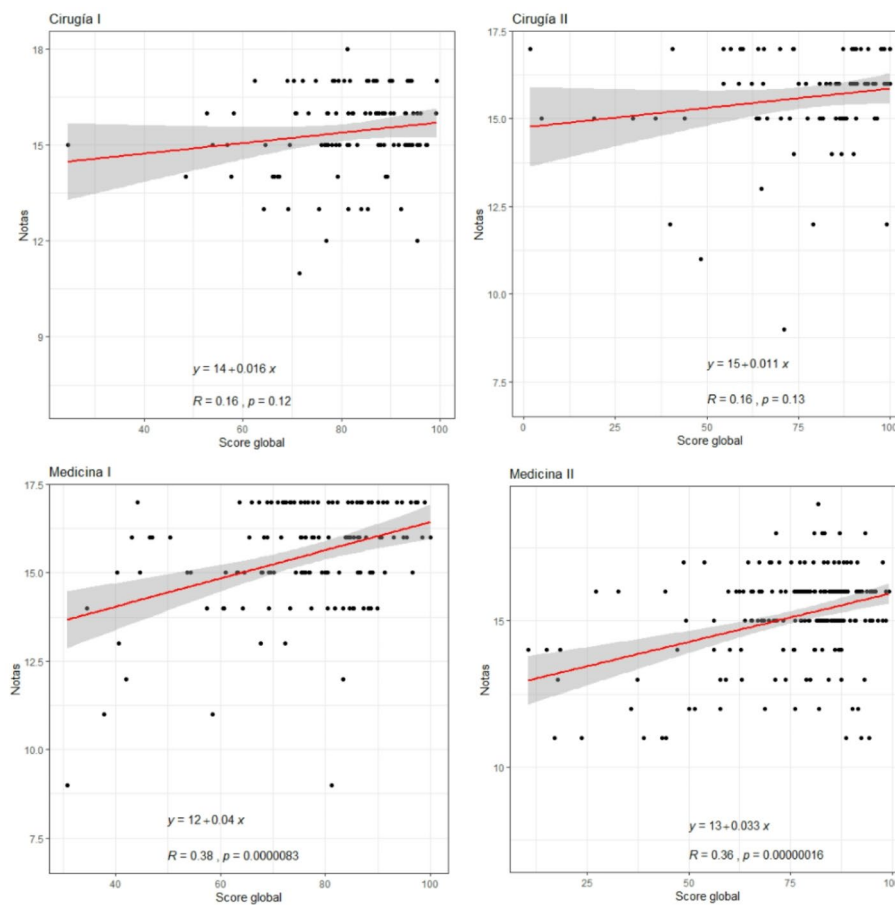 Cirugía I
18
15
12
9
Notas
y = 14+0.016 x
R = 0.16 , p = 0.12
40
60
80
100
Score global
Cirugía II
17.5
15.0
12.5
10.0
7.5
Notas
y = 15+0.011 x
R = 0.16 , p = 0.13
0
25
50
75
100
Score global
Medicina I
17.5
15.0
12.5
10.0
7.5
Notas
y = 12+0.04 x
R = 0.38 , p = 0.0000083
40
60
80
100
Score global
Medicina II
15
10
Notas
y = 13+0.033 x
R = 0.36 , p = 0.00000016
25
50
75
100
Score global